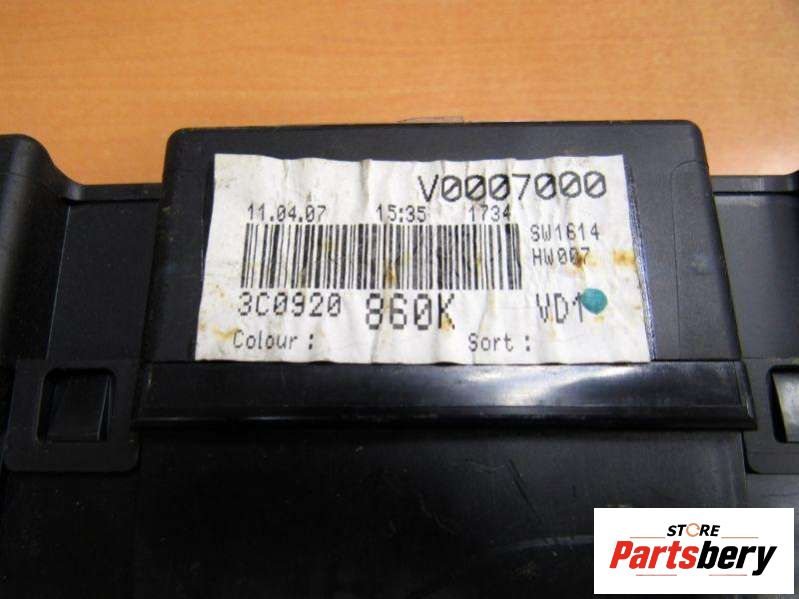 V0007000
11.04.07 15:35 1734
SW1614
HW007
3C0920 860K VD1
Colour : Sort :
STORE
Partsbery